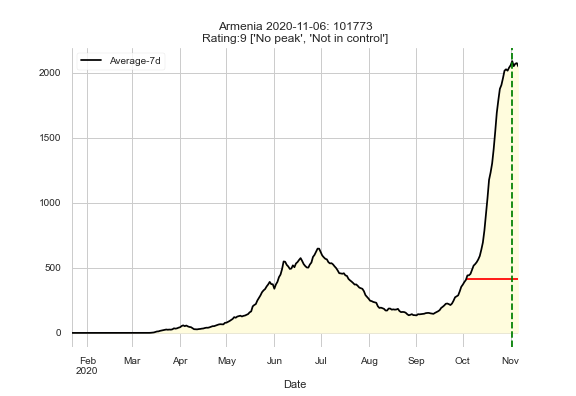 Armenia 2020-11-06: 101773
Rating:9 ['No peak', 'Not in control']
Average-7d
2000
1500
1000
500
0
Feb Mar Apr May Jun Jul Aug Sep Oct Nov
2020
Date